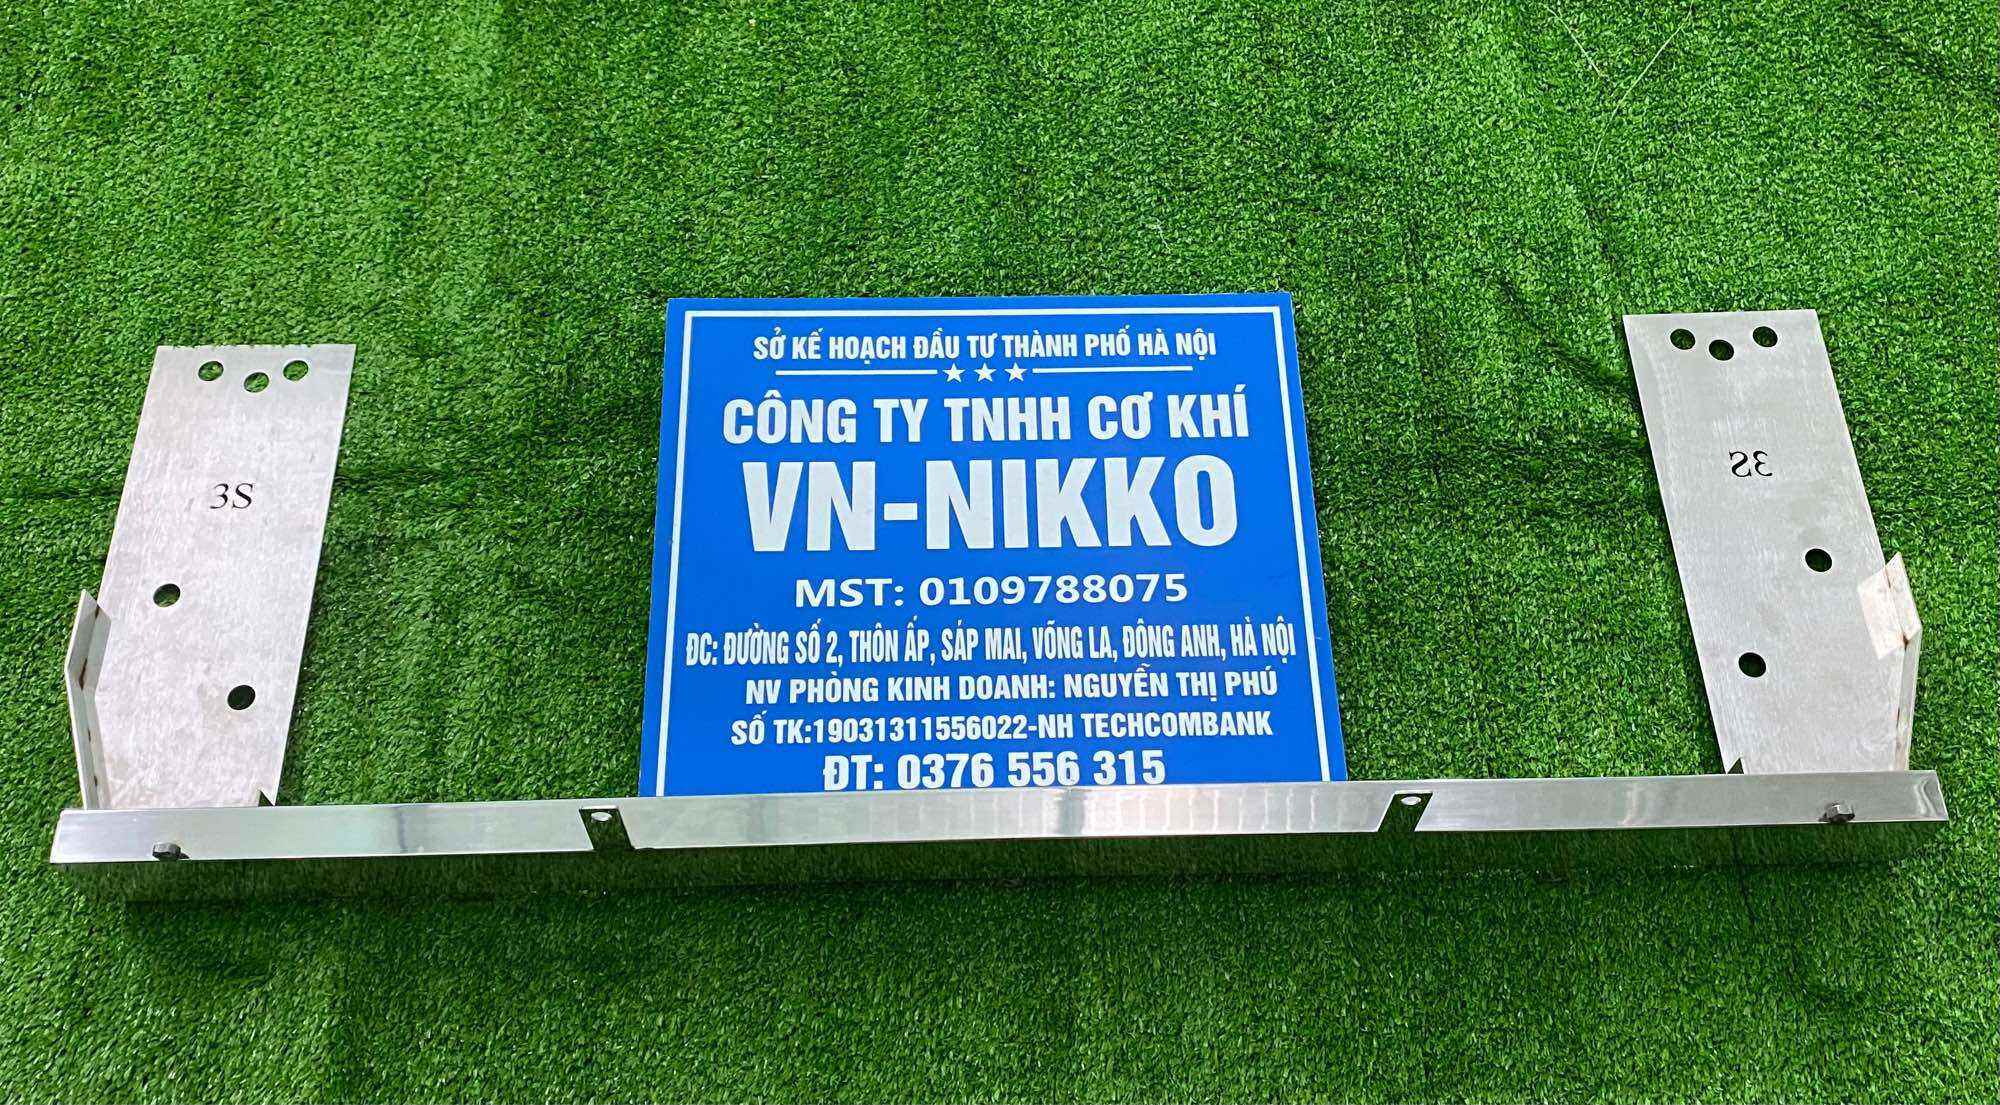 SỞ KẾ HOẠCH ĐẦU TƯ THÀNH PHỐ HÀ NỘI
CÔNG TY TNHH CƠ KHÍ
VN-NIKKO
MST: 0109788075
ĐC: ĐƯỜNG SỐ 2, THÔN ẤP, SÁP MAI, VÕNG LA, ĐÔNG ANH, HÀ NỘI
NV PHÒNG KINH DOANH: NGUYỄN THỊ PHÚ
SỐ TK:19031311556022-NH TECHCOMBANK
ĐT: 0376 556 315
3S
3S